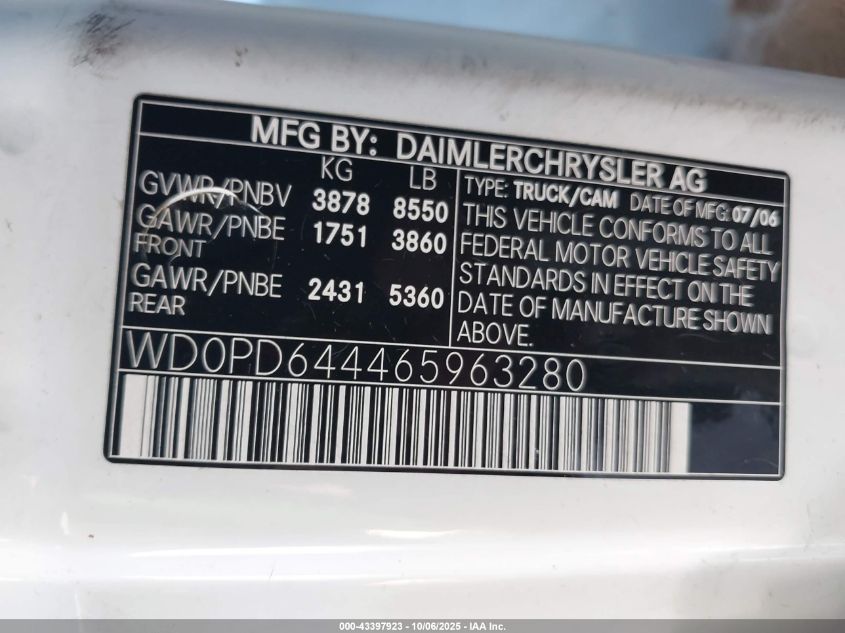 MFG BY: DAIMLERCHRYSLER AG
KG LB
GVWR/PNBV 3878 8550
GAWR/PNBE 1751 3860
FRONT
GAWR/PNBE 2431 5360
REAR
TYPE: TRUCK/CAM DATE OF MFG: 07/06
THIS VEHICLE CONFORMS TO ALL
FEDERAL MOTOR VEHICLE SAFETY
STANDARDS IN EFFECT ON THE
DATE OF MANUFACTURE SHOWN
ABOVE.
WD0PD644465963280
000-43397923 - 10/06/2025 - IAA Inc.